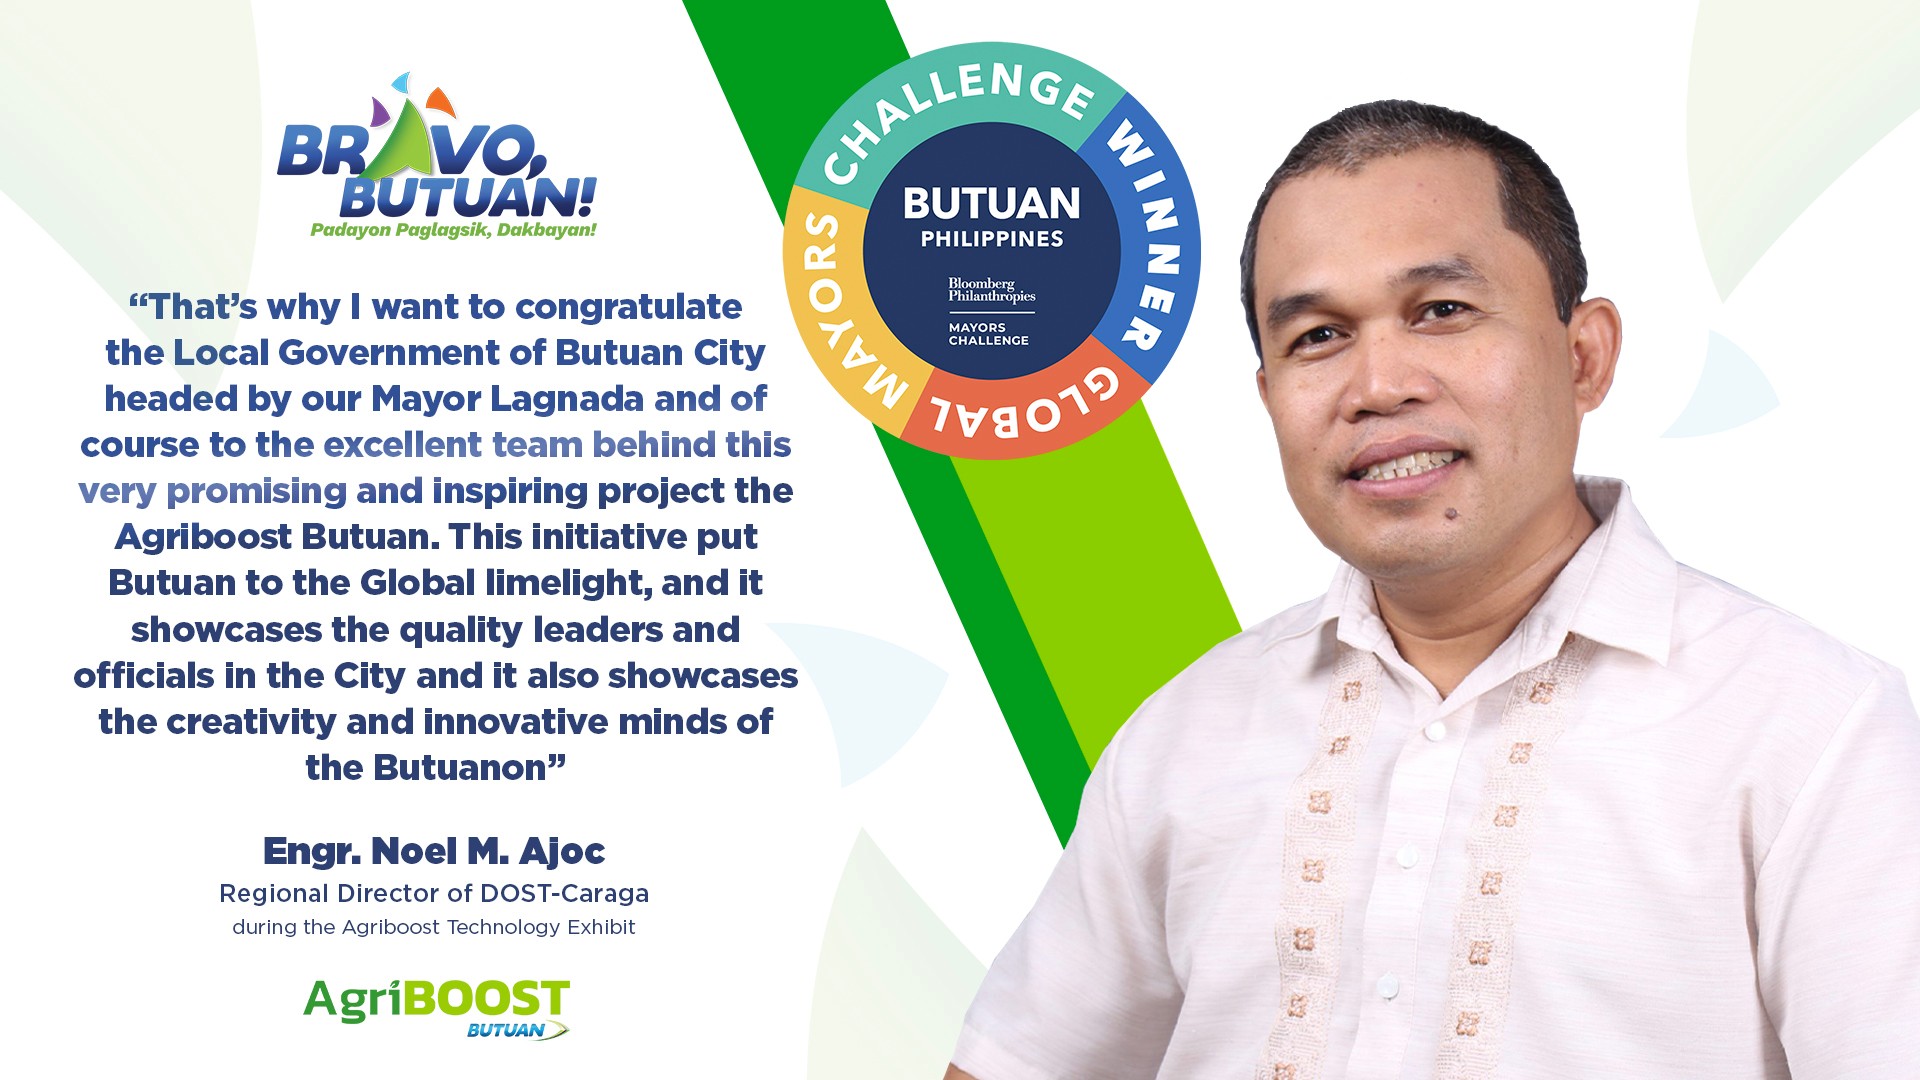 BRAVO,
BUTUAN!
Padayon Paglagsik, Dakbayan!
“That’s why I want to congratulate
the Local Government of Butuan City
headed by our Mayor Lagnada and of
course to the excellent team behind this
very promising and inspiring project the
Agriboost Butuan. This initiative put
Butuan to the Global limelight, and it
showcases the quality leaders and
officials in the City and it also showcases
the creativity and innovative minds of
the Butuanon”
Engr. Noel M. Ajoc
Regional Director of DOST-Caraga
during the Agriboost Technology Exhibit
AgriBOOST
BUTUAN
GLOBAL MAYORS CHALLENGE WINNER
BUTUAN
PHILIPPINES
Bloomberg
Philanthropies
MAYORS
CHALLENGE